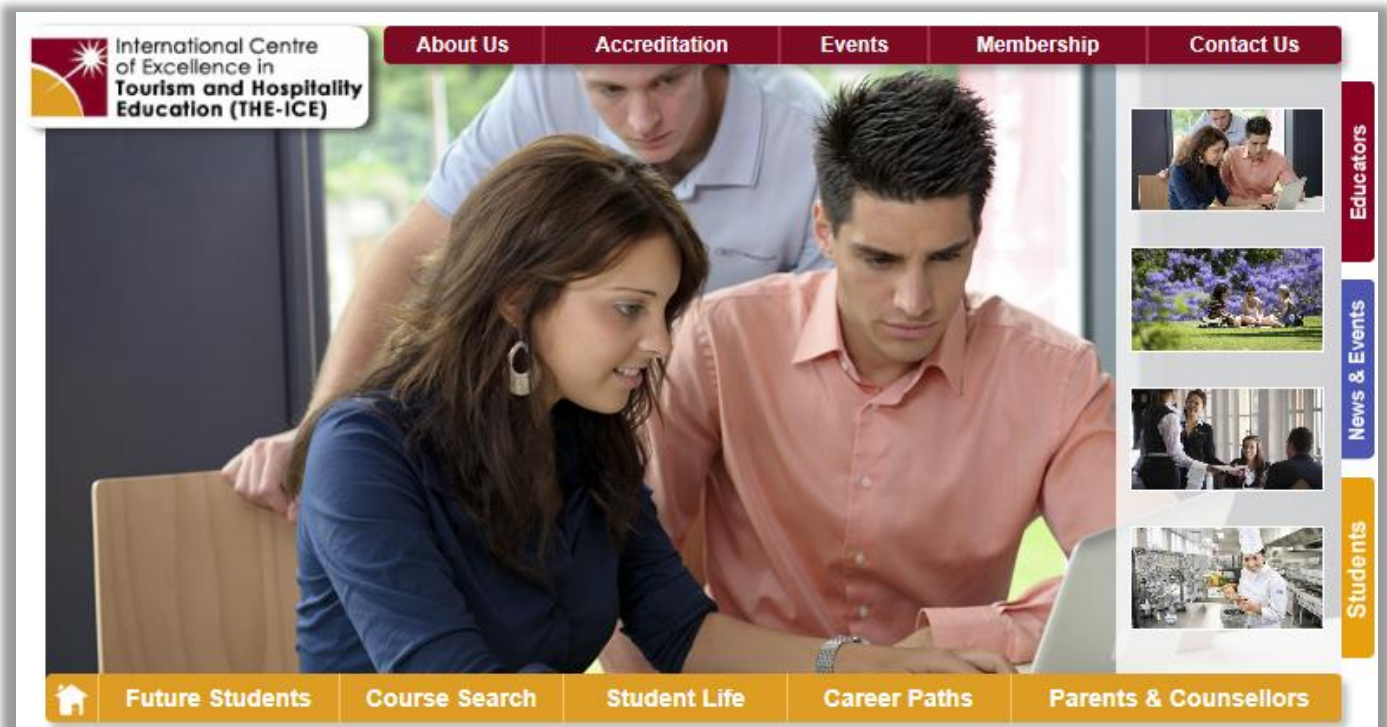 International Centre
of Excellence in
Tourism and Hospitality
Education (THE-ICE)
About Us
Accreditation
Events
Membership
Contact Us
Educators
News & Events
Students
Future Students
Course Search
Student Life
Career Paths
Parents & Counsellors